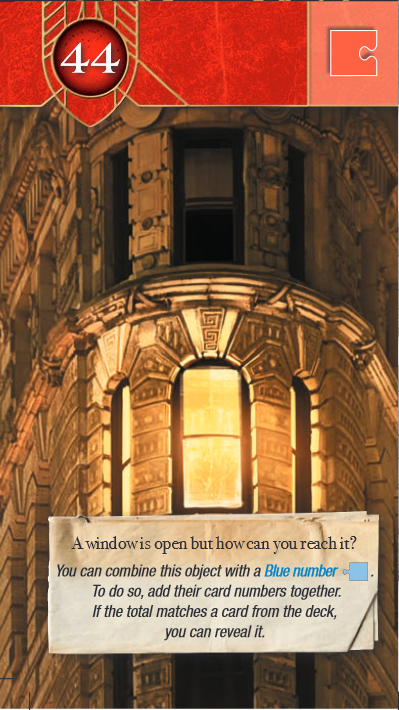 44
A window is open but how can you reach it?
You can combine this object with a Blue number .
To do so, add their card numbers together.
If the total matches a card from the deck,
you can reveal it.